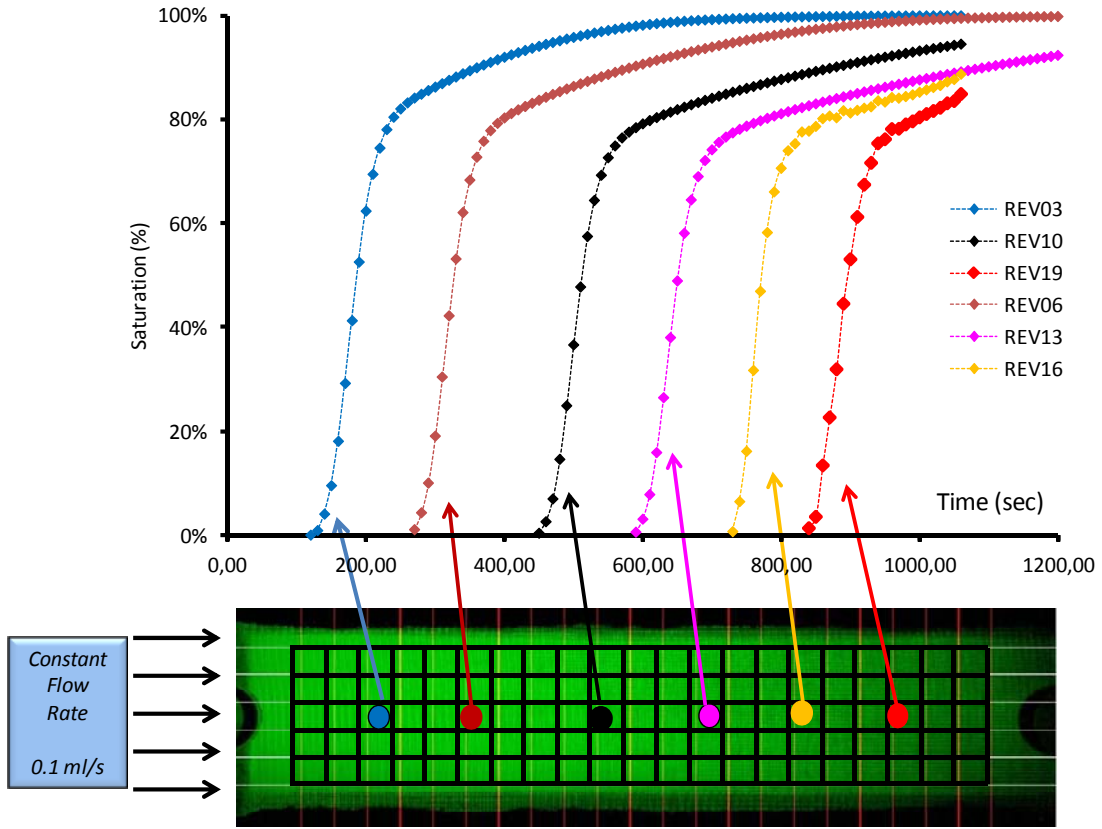 100%
80%
60%
40%
20%
0%
Saturation (%)
REV03
REV10
REV19
REV06
REV13
REV16
Time (sec)
0,00
200,00
400,00
600,00
800,00
1000,00
1200,00
Constant
Flow
Rate
0.1 ml/s